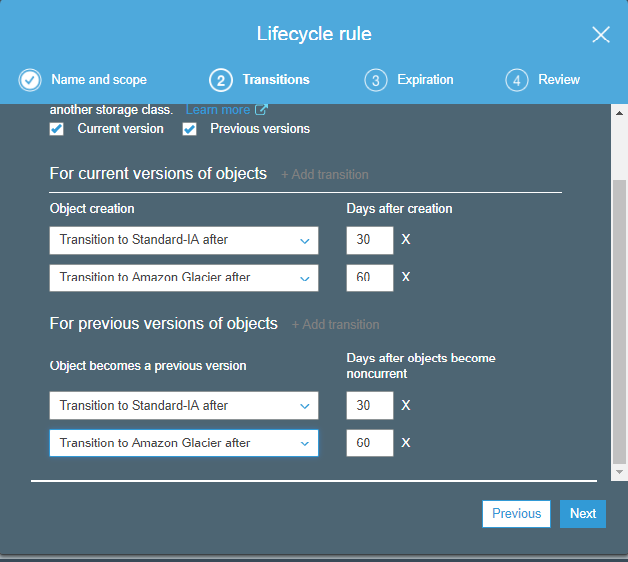 Lifecycle rule
Name and scope
2 Transitions
3 Expiration
4 Review
another storage class. Learn more
Current version
Previous versions
For current versions of objects + Add transition
Object creation
Days after creation
Transition to Standard-IA after
30 X
Transition to Amazon Glacier after
60 X
For previous versions of objects + Add transition
Object becomes a previous version
Days after objects become
noncurrent
Transition to Standard-IA after
30 X
Transition to Amazon Glacier after
60 X
Previous
Next